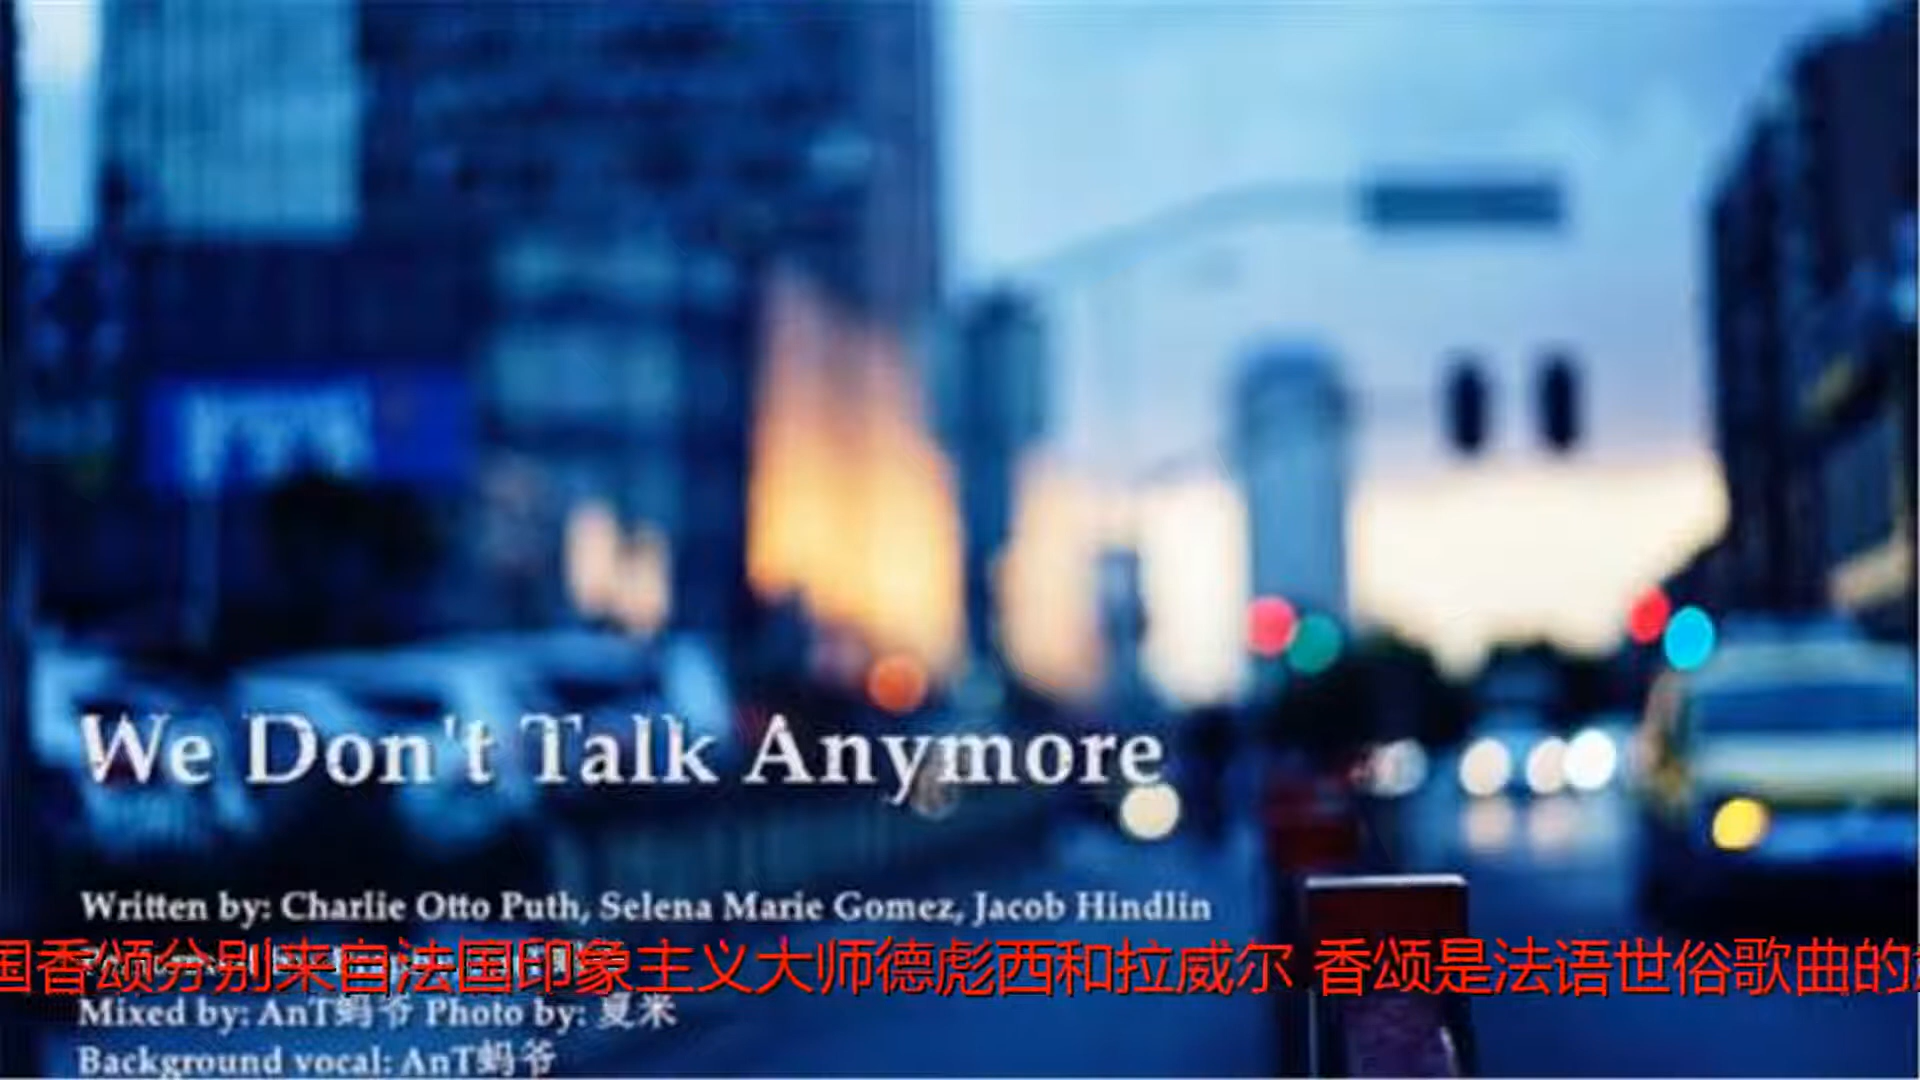 We Don't Talk Anymore
Written by: Charlie Otto Puth, Selena Marie Gomez, Jacob Hindlin
国香颂分别来自法国印象主义大师德彪西和拉威尔 香颂是法语世俗歌曲的
Mixed by: AnT蚂爷 Photo by: 夏米
Background vocal: AnT蚂爷